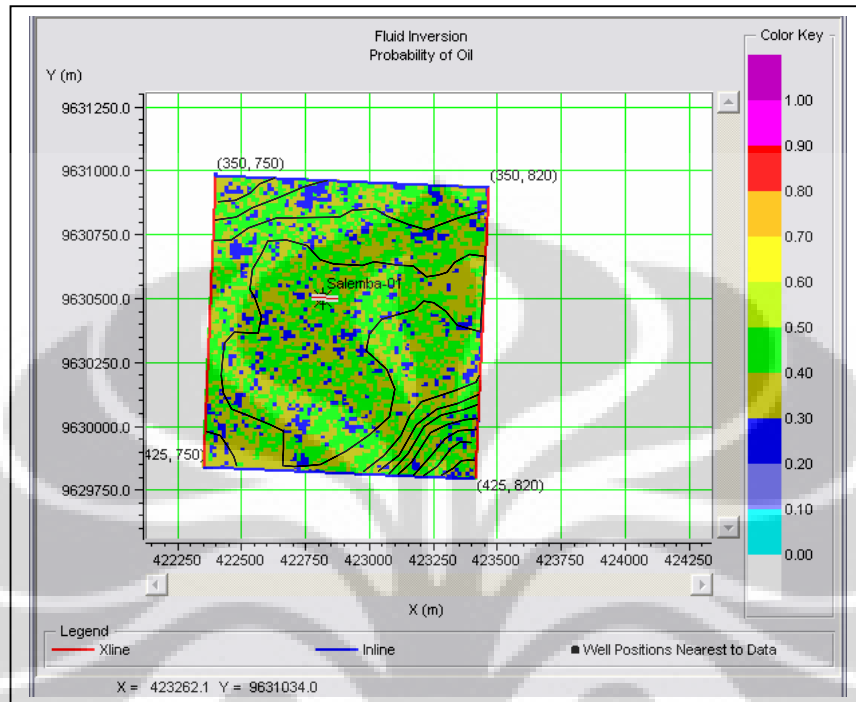 Fluid Inversion
Probability of Oil
Color Key
Y (m)
9631250.0
9631000.0
9630750.0
9630500.0
9630250.0
9630000.0
9629750.0
(350, 750)
(350, 820)
Salemba-01
425, 750)
(425, 820)
1.00
0.90
0.80
0.70
0.60
0.50
0.40
0.30
0.20
0.10
0.00
422250 422500 422750 423000 423250 423500 423750 424000 424250
X (m)
Legend
Xline Inline Well Positions Nearest to Data
X = 423262.1 Y = 9631034.0